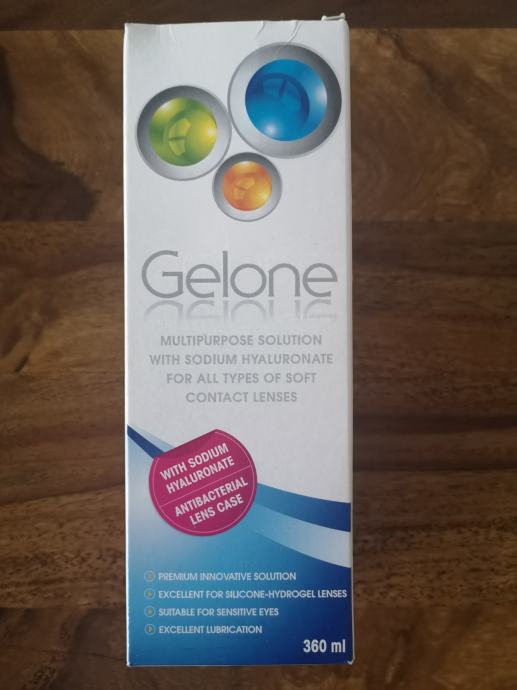 Gelone
MULTIPURPOSE SOLUTION
WITH SODIUM HYALURONATE
FOR ALL TYPES OF SOFT
CONTACT LENSES
WITH SODIUM
HYALURONATE
ANTIBACTERIAL
LENS CASE
PREMIUM INNOVATIVE SOLUTION
EXCELLENT FOR SILICONE-HYDROGEL LENSES
SUITABLE FOR SENSITIVE EYES
EXCELLENT LUBRICATION
360 ml